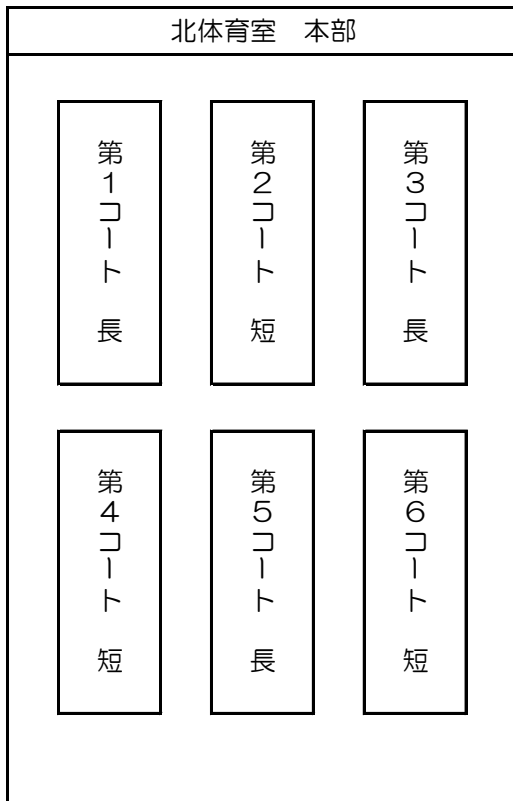 北体育室　本部
第１コート　長
第２コート　短
第３コート　長
第４コート　短
第５コート　長
第６コート　短